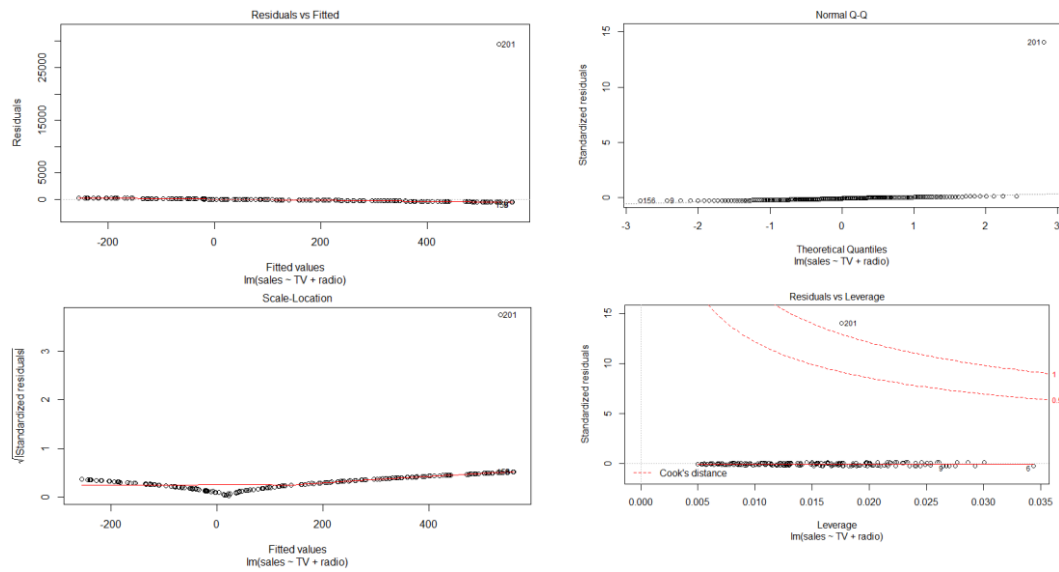 Residuals vs Fitted
201
Residuals
25000
15000
5000
0
-200
0
200
400
Fitted values
lm(sales ~ TV + radio)
Normal Q-Q
201
Standardized residuals
15
10
5
0
156
-3
-2
-1
0
1
2
3
Theoretical Quantiles
lm(sales ~ TV + radio)
Scale-Location
201
√|Standardized residuals|
3
2
1
0
-200
0
200
400
Fitted values
lm(sales ~ TV + radio)
Residuals vs Leverage
201
Standardized residuals
15
10
5
0
1
Cook's distance
6
0.000
0.005
0.010
0.015
0.020
0.025
0.030
0.035
Leverage
lm(sales ~ TV + radio)